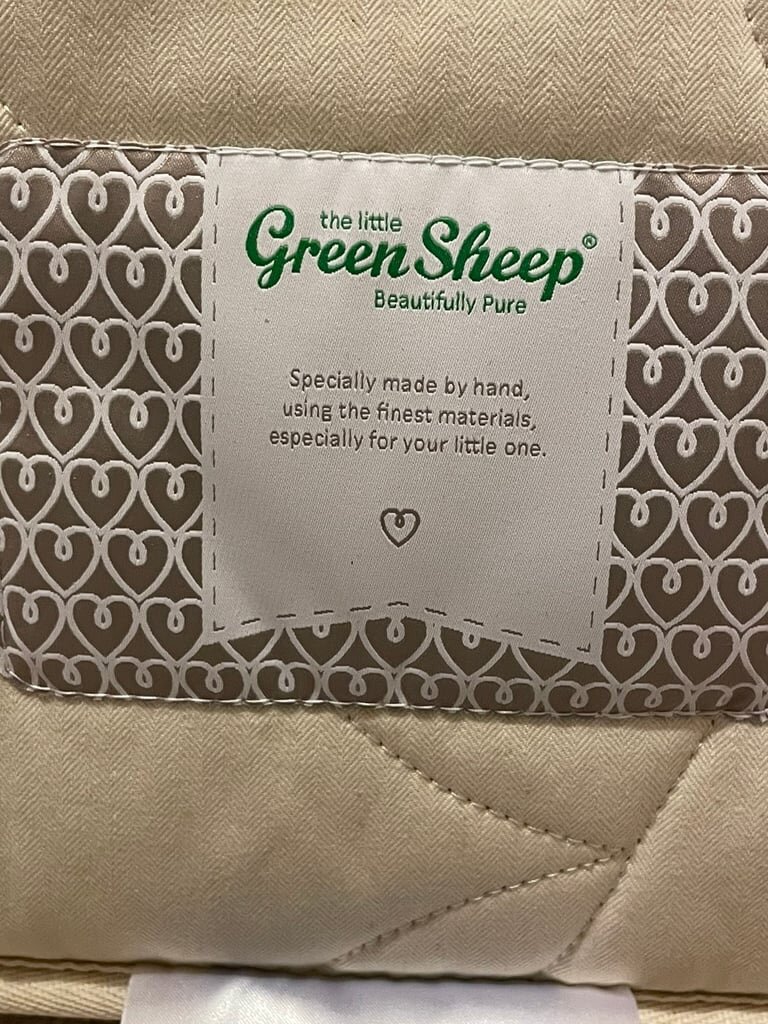 the little
Green Sheep®
Beautifully Pure
Specially made by hand,
using the finest materials,
especially for your little one.